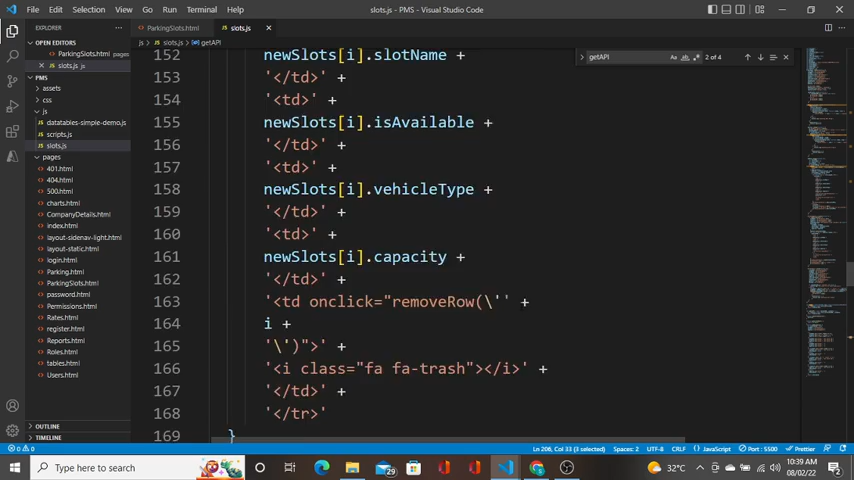 File Edit Selection View Go Run Terminal Help
slots.js - PMS - Visual Studio Code
EXPLORER
OPEN EDITORS
ParkingSlots.html pages
slots.js js
PMS
assets
css
js
datatables-simple-demo.js
scripts.js
slots.js
pages
401.html
404.html
500.html
charts.html
CompanyDetails.html
index.html
layout-sidenav-light.html
layout-static.html
login.html
Parking.html
ParkingSlots.html
password.html
Permissions.html
Rates.html
register.html
Reports.html
Roles.html
tables.html
Users.html
OUTLINE
TIMELINE
ParkingSlots.html
slots.js
js > slots.js > getAPI
getAPI
2 of 4
152 newSlots[i].slotName +
153 '</td>' +
154 '<td>' +
155 newSlots[i].isAvailable +
156 '</td>' +
157 '<td>' +
158 newSlots[i].vehicleType +
159 '</td>' +
160 '<td>' +
161 newSlots[i].capacity +
162 '</td>' +
163 '<td onclick="removeRow(\'' +
164 i +
165 '\')">' +
166 '<i class="fa fa-trash"></i>' +
167 '</td>' +
168 '</tr>'
169 }
0 0 Ln 206, Col 33 (3 selected) Spaces: 2 UTF-8 CRLF JavaScript Port : 5500 Prettier
Type here to search
29
32°C
10:39 AM
08/02/22
2